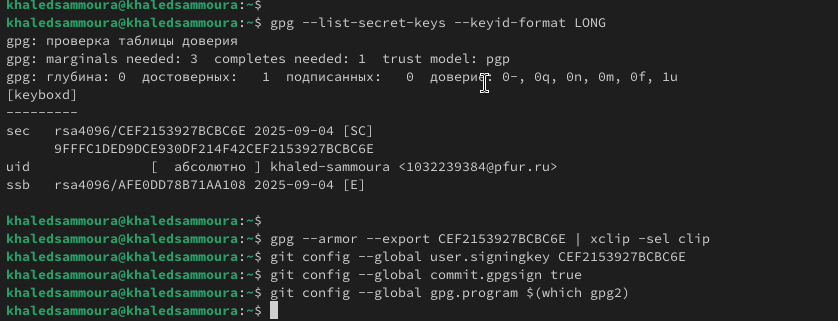 khaledsammoura@khaledsammoura:~$
khaledsammoura@khaledsammoura:~$ gpg --list-secret-keys --keyid-format LONG
gpg: проверка таблицы доверия
gpg: marginals needed: 3  completes needed: 1  trust model: pgp
gpg: глубина: 0  достоверных:   1  подписанных:   0  доверие: 0-, 0q, 0n, 0m, 0f, 1u
[keyboxd]
---------
sec   rsa4096/CEF2153927BCBC6E 2025-09-04 [SC]
      9FFFC1DED9DCE930DF214F42CEF2153927BCBC6E
uid                 [  абсолютно ] khaled-sammoura <1032239384@pfur.ru>
ssb   rsa4096/AFE0DD78B71AA108 2025-09-04 [E]

khaledsammoura@khaledsammoura:~$
khaledsammoura@khaledsammoura:~$ gpg --armor --export CEF2153927BCBC6E | xclip -sel clip
khaledsammoura@khaledsammoura:~$ git config --global user.signingkey CEF2153927BCBC6E
khaledsammoura@khaledsammoura:~$ git config --global commit.gpgsign true
khaledsammoura@khaledsammoura:~$ git config --global gpg.program $(which gpg2)
khaledsammoura@khaledsammoura:~$